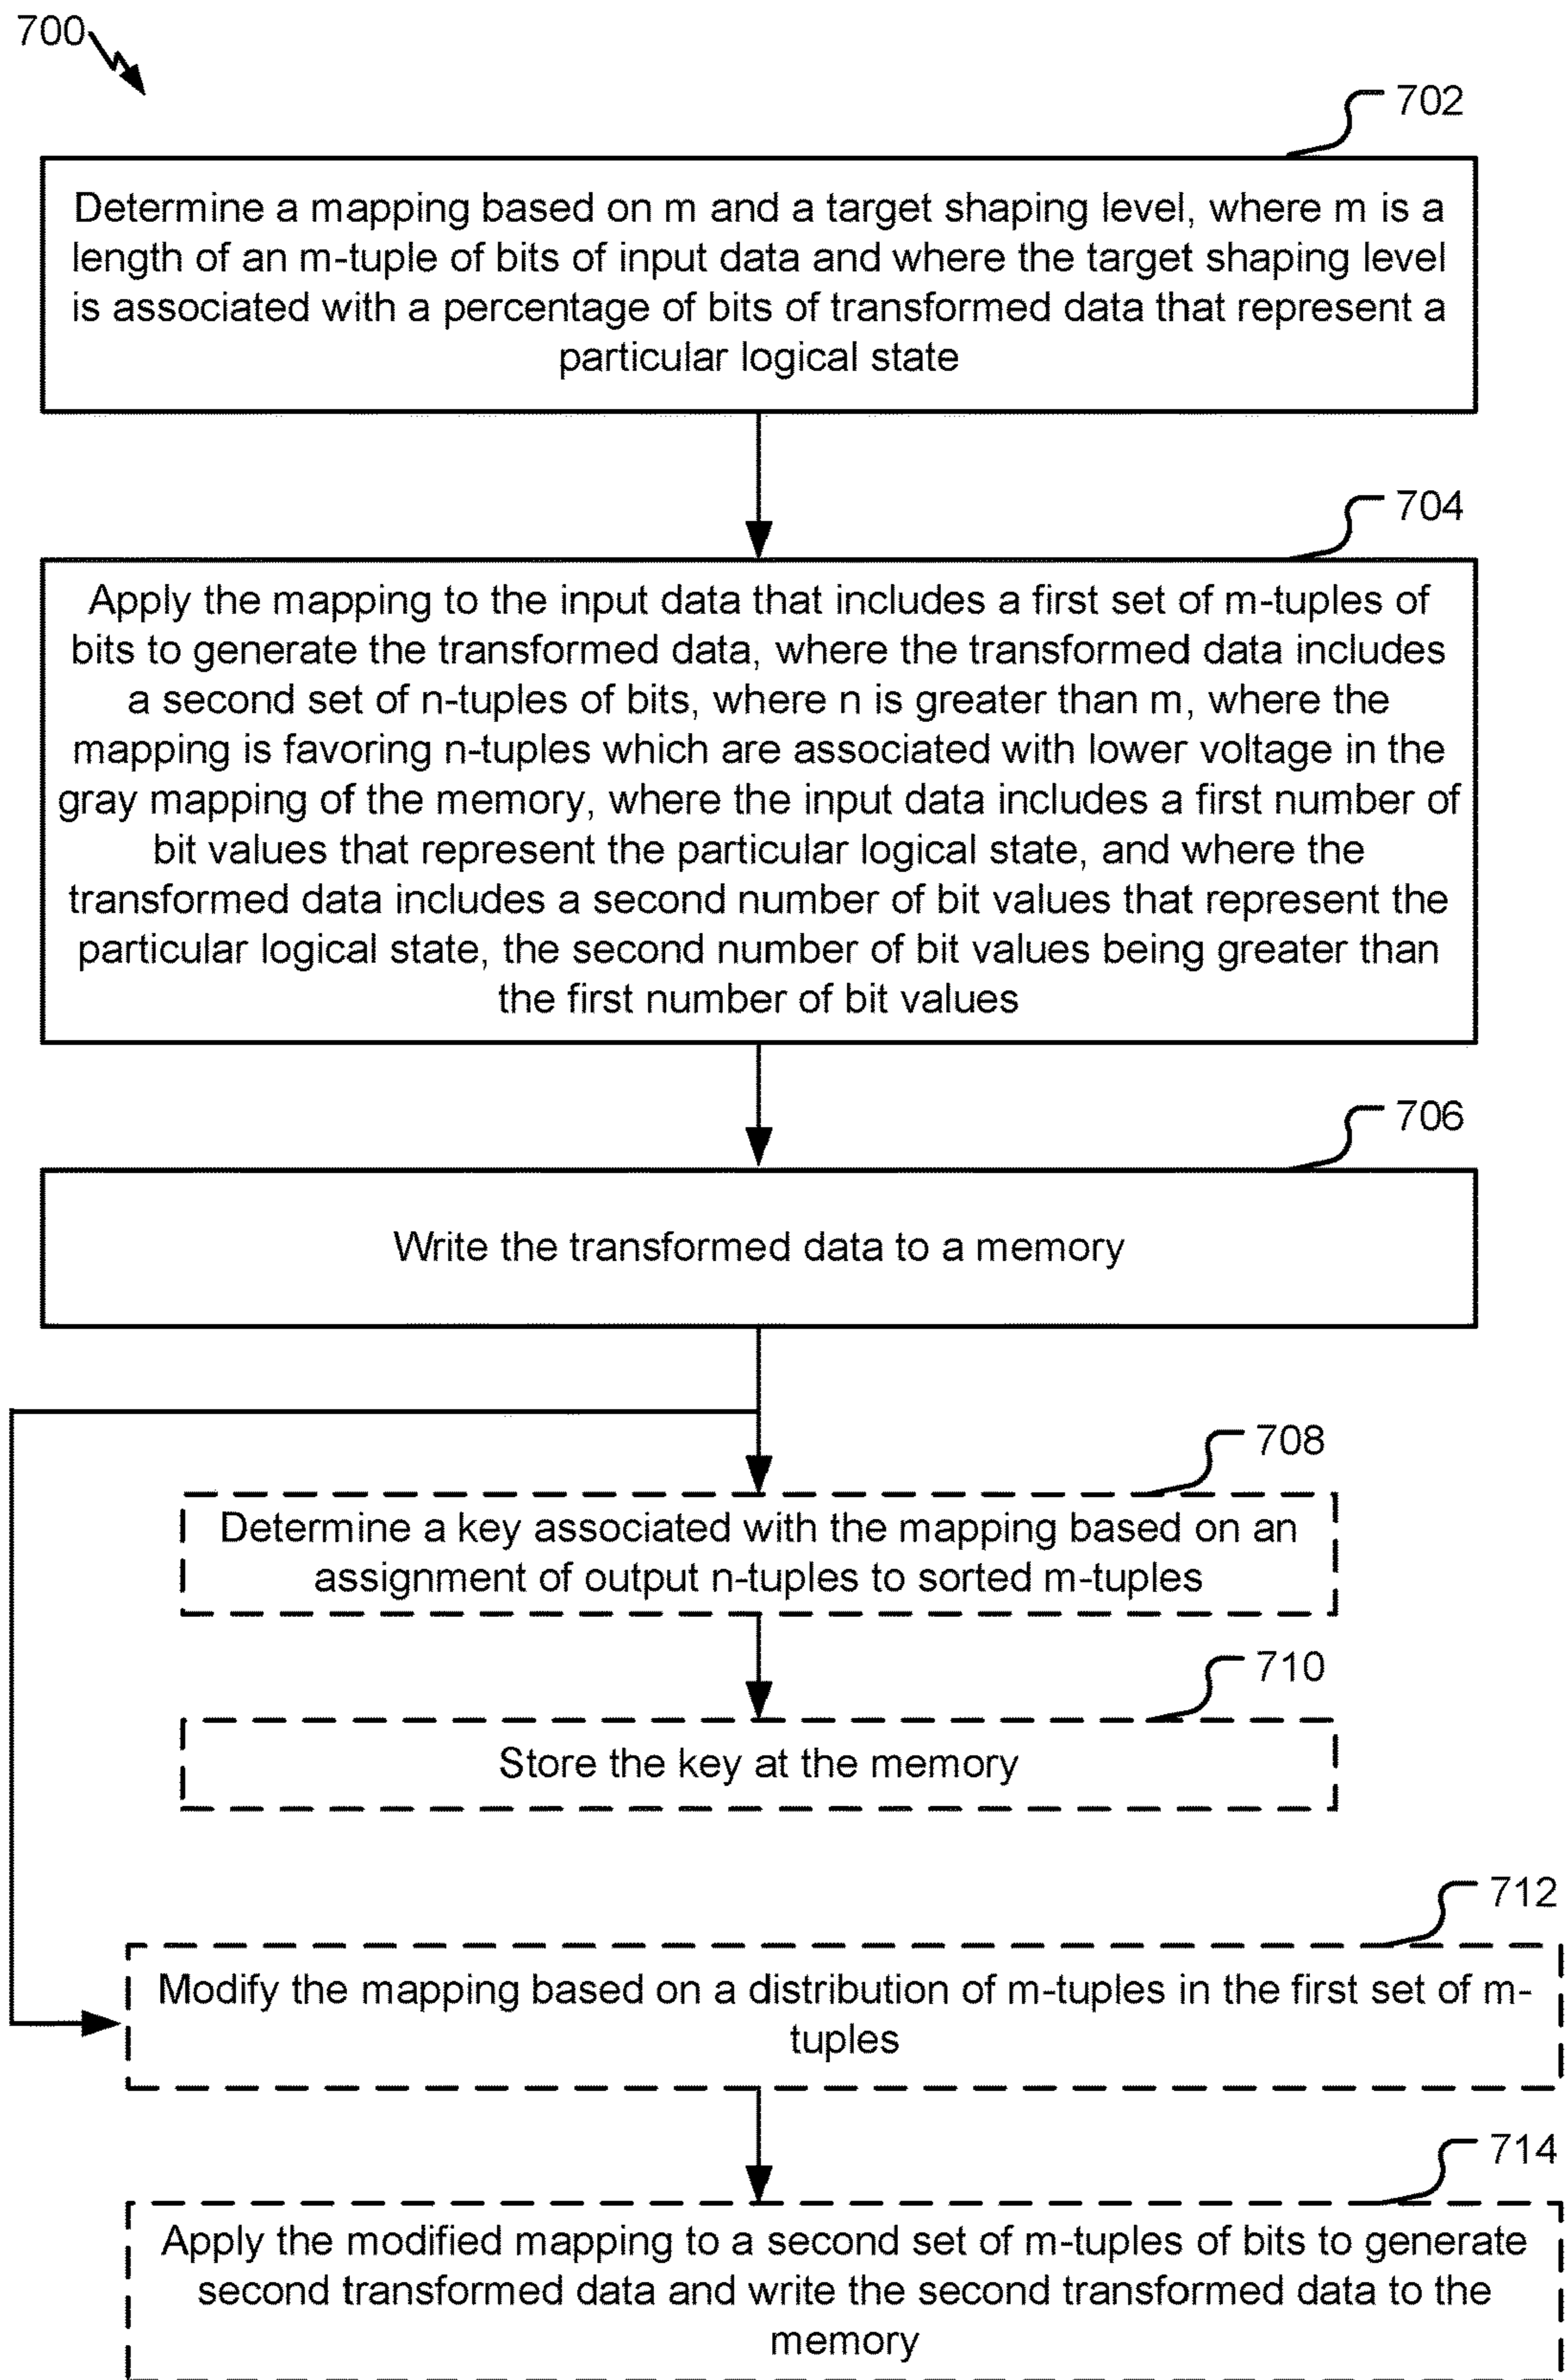 700
702
Determine a mapping based on m and a target shaping level, where m is a
length of an m-tuple of bits of input data and where the target shaping level
is associated with a percentage of bits of transformed data that represent a
particular logical state
704
Apply the mapping to the input data that includes a first set of m-tuples of
bits to generate the transformed data, where the transformed data includes
a second set of n-tuples of bits, where n is greater than m, where the
mapping is favoring n-tuples which are associated with lower voltage in the
gray mapping of the memory, where the input data includes a first number of
bit values that represent the particular logical state, and where the
transformed data includes a second number of bit values that represent the
particular logical state, the second number of bit values being greater than
the first number of bit values
706
Write the transformed data to a memory
708
Determine a key associated with the mapping based on an
assignment of output n-tuples to sorted m-tuples
710
Store the key at the memory
712
Modify the mapping based on a distribution of m-tuples in the first set of m-
tuples
714
Apply the modified mapping to a second set of m-tuples of bits to generate
second transformed data and write the second transformed data to the
memory